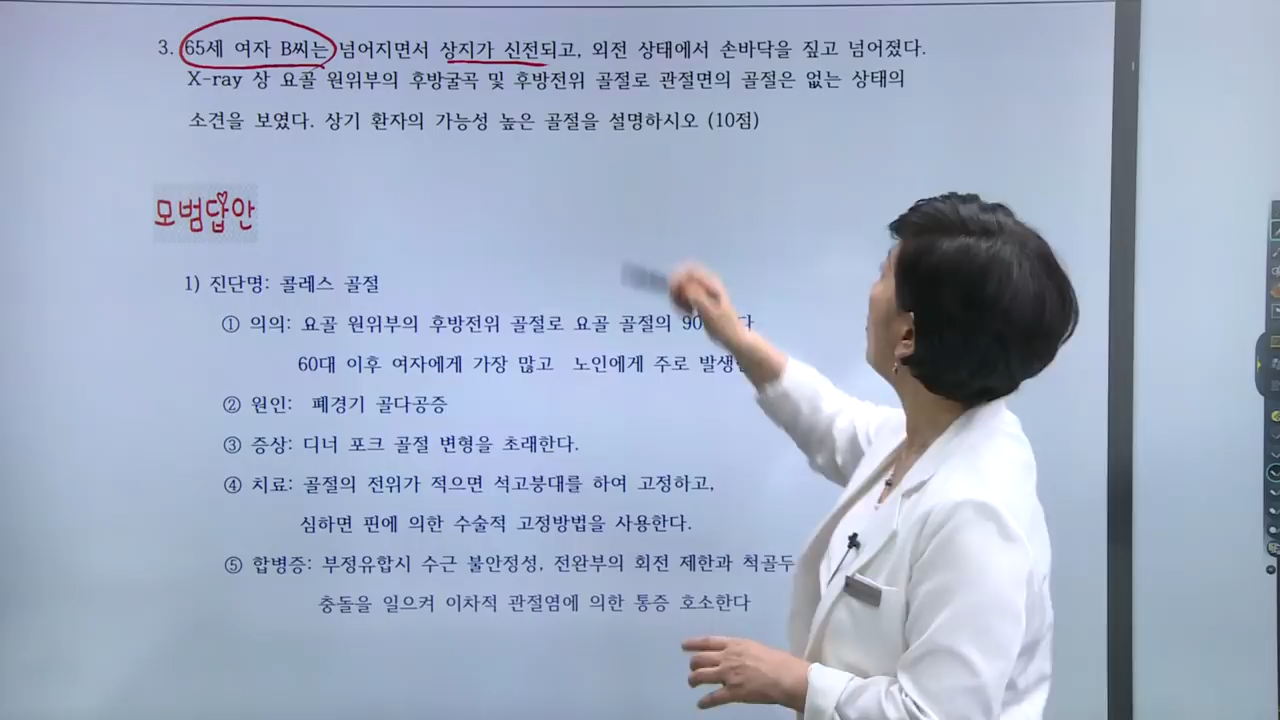 3. 65세 여자 B씨는 넘어지면서 상지가 신전되고, 외전 상태에서 손바닥을 짚고 넘어졌다.
X-ray 상 요골 원위부의 후방굴곡 및 후방전위 골절로 관절면의 골절은 없는 상태의
소견을 보였다. 상기 환자의 가능성 높은 골절을 설명하시오 (10점)
모범답안
1) 진단명: 콜레스 골절
① 의의: 요골 원위부의 후방전위 골절로 요골 골절의 90
60대 이후 여자에게 가장 많고 노인에게 주로
② 원인: 폐경기 골다공증
③ 증상: 디너 포크 골절 변형을 초래한다.
④ 치료: 골절의 전위가 적으면 석고붕대를 하여 고정하고,
심하면 핀에 의한 수술적 고정방법을 사용한다.
⑤ 합병증: 부정유합시 수근 불안정성, 전완부의 회전 제한과 척골두
충돌을 일으켜 이차적 관절염에 의한 통증 호소한다